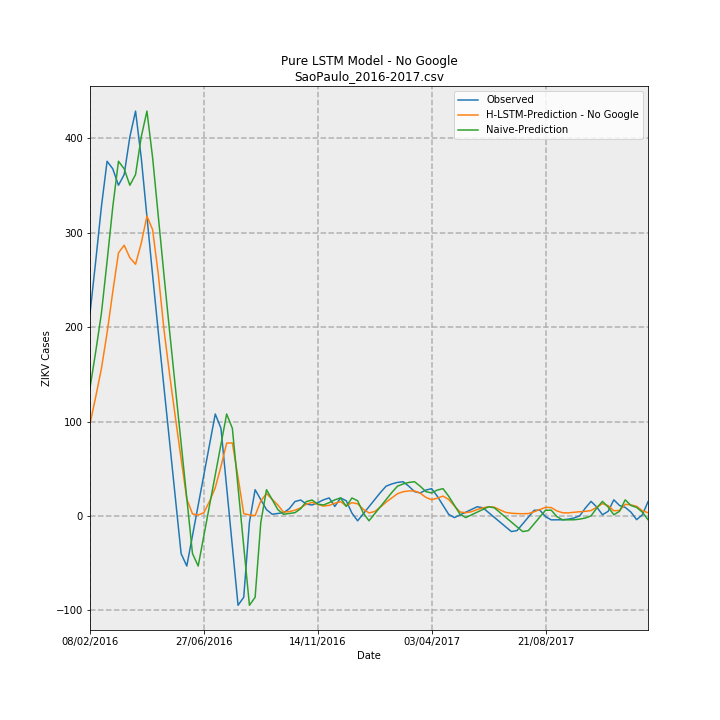 Pure LSTM Model - No Google
SaoPaulo_2016-2017.csv
Observed
H-LSTM-Prediction - No Google
Naive-Prediction
ZIKV Cases
400
300
200
100
0
−100
08/02/2016
27/06/2016
14/11/2016
03/04/2017
21/08/2017
Date